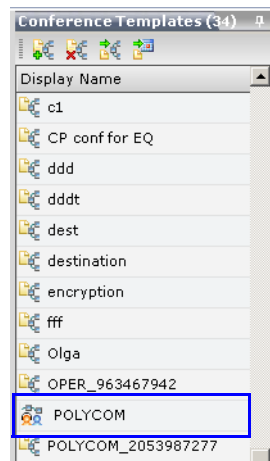 Conference Templates (34)
Display Name
c1
CP conf for EQ
ddd
dddt
dest
destination
encryption
fff
Olga
OPER_963467942
POLYCOM
POLYCOM_2053987277